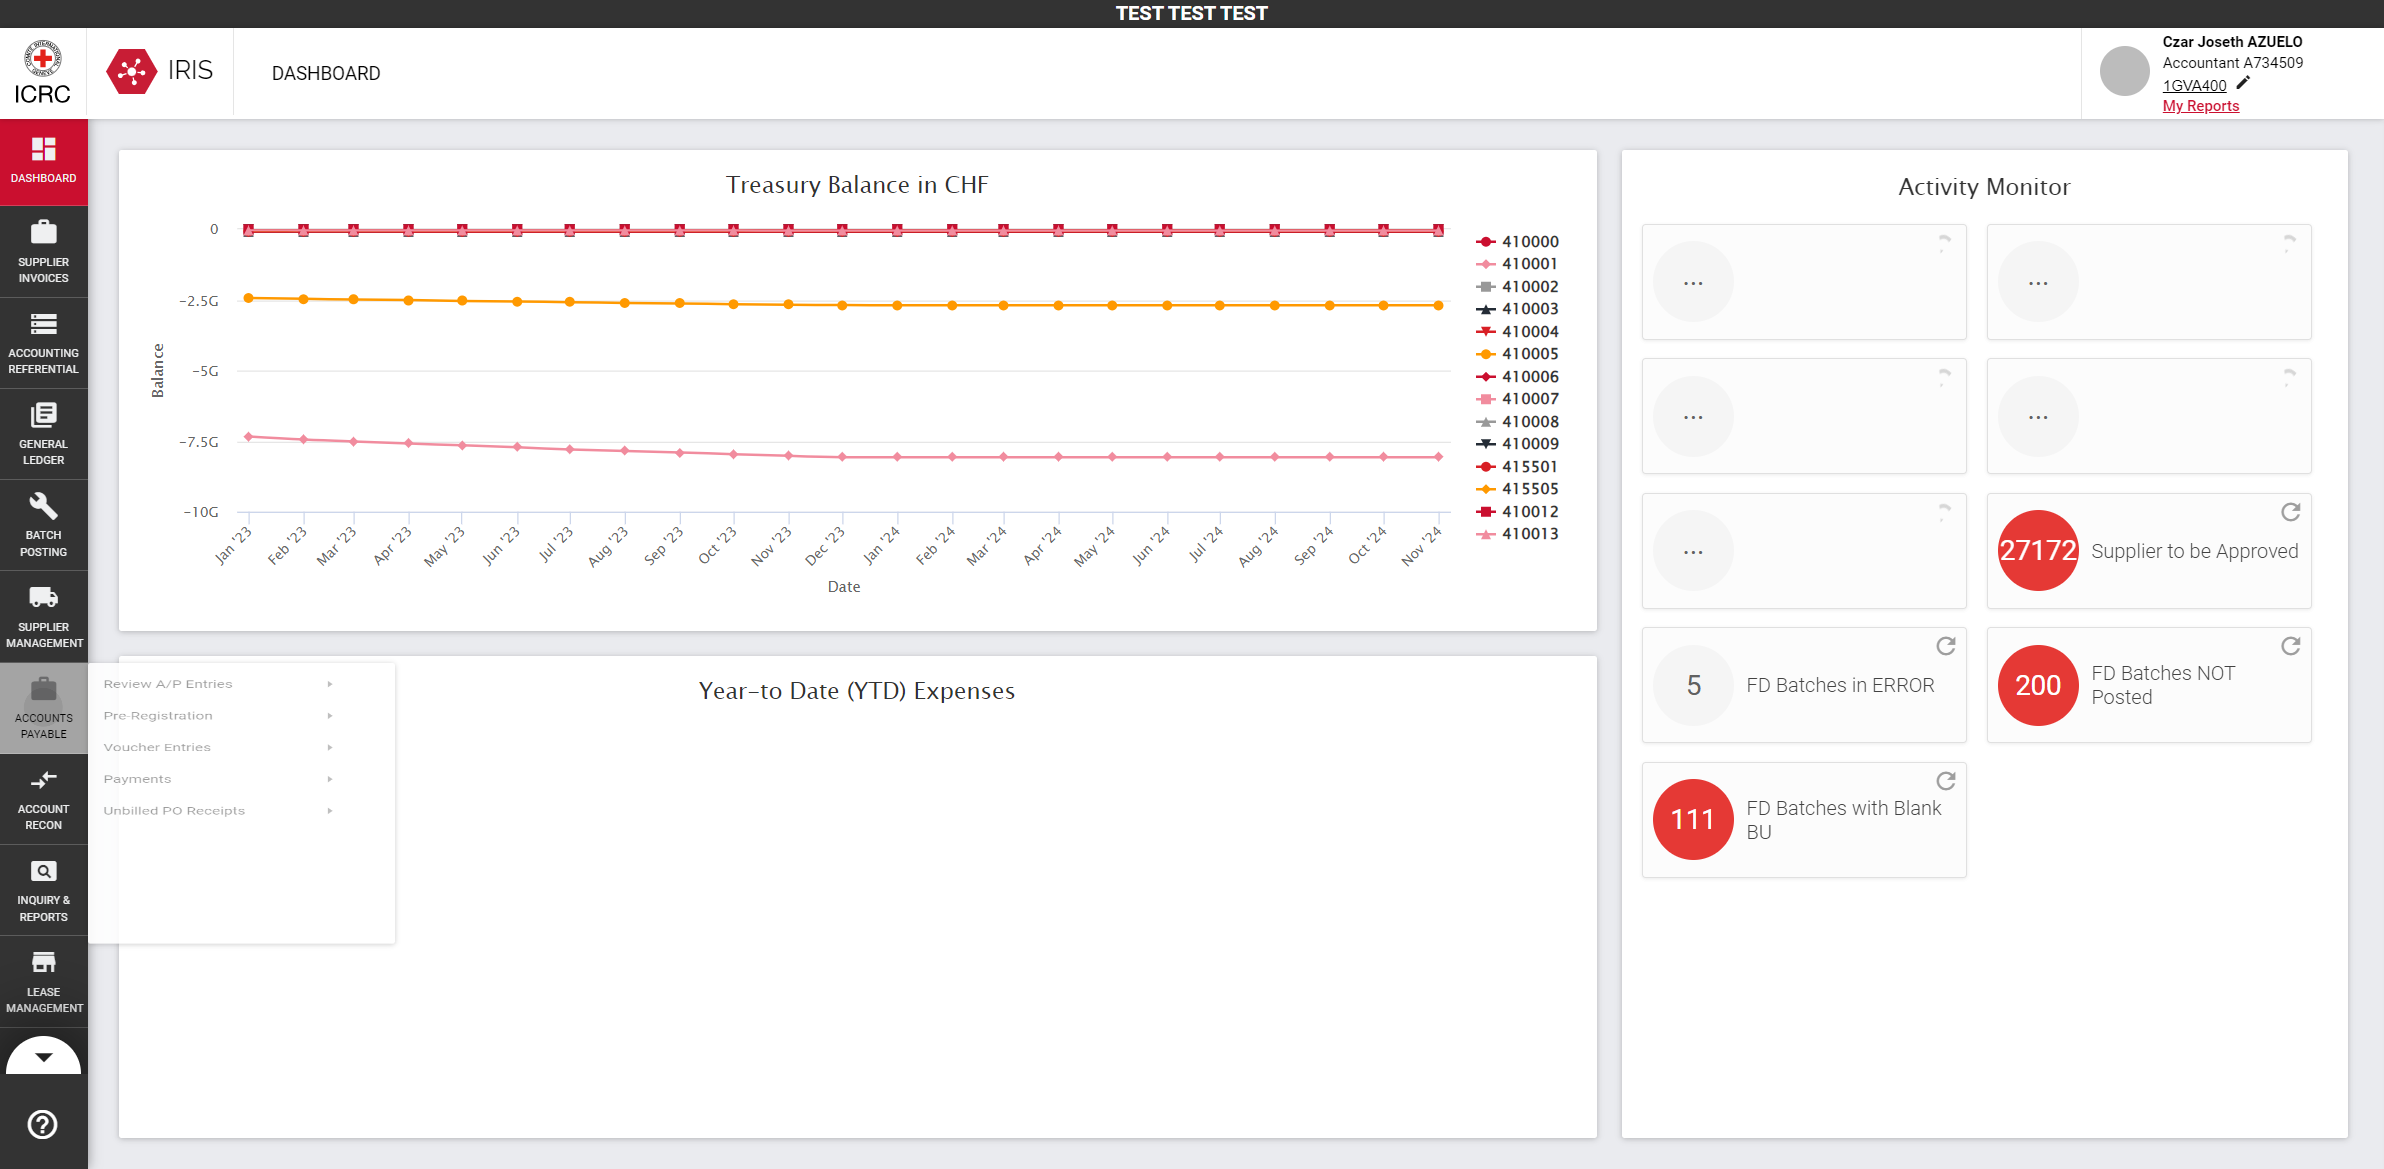 TEST TEST TEST
ICRC
IRIS
DASHBOARD
Czar Joseth AZUELO
Accountant A734509
1GVA400
My Reports
DASHBOARD
SUPPLIER
INVOICES
ACCOUNTING
REFERENTIAL
GENERAL
LEDGER
BATCH
POSTING
SUPPLIER
MANAGEMENT
ACCOUNTS
PAYABLE
ACCOUNT
RECON
INQUIRY &
REPORTS
LEASE
MANAGEMENT
Review A/P Entries
Pre-Registration
Voucher Entries
Payments
Unbilled PO Receipts
Treasury Balance in CHF
Balance
0
-2.5G
-5G
-7.5G
-10G
Jan '23
Feb '23
Mar '23
Apr '23
May '23
Jun '23
Jul '23
Aug '23
Sep '23
Oct '23
Nov '23
Dec '23
Jan '24
Feb '24
Mar '24
Apr '24
May '24
Jun '24
Jul '24
Aug '24
Sep '24
Oct '24
Nov '24
Date
410000
410001
410002
410003
410004
410005
410006
410007
410008
410009
415501
415505
410012
410013
Year-to Date (YTD) Expenses
Activity Monitor
...
...
...
...
...
27172 Supplier to be Approved
5 FD Batches in ERROR
200 FD Batches NOT
Posted
111 FD Batches with Blank
BU